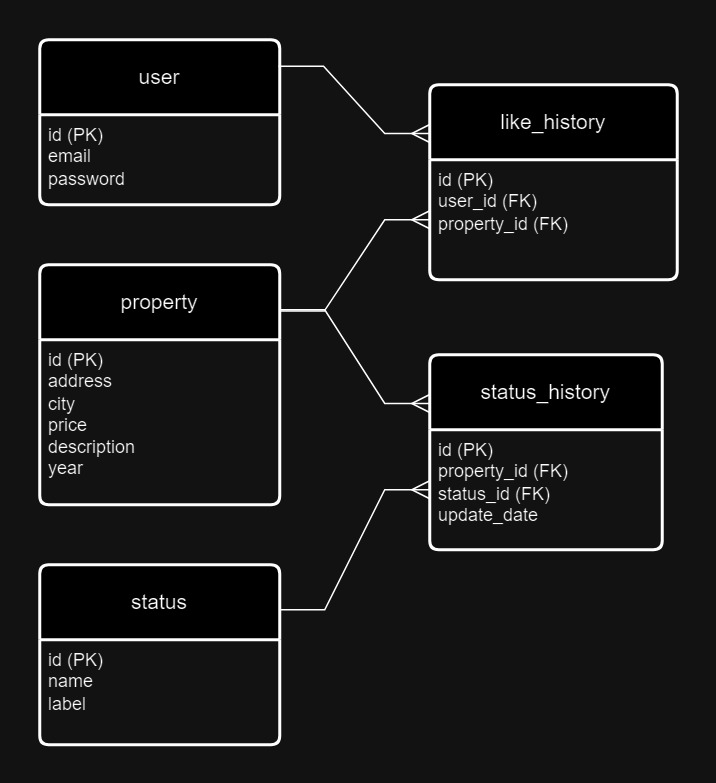 user
id (PK)
email
password
like_history
id (PK)
user_id (FK)
property_id (FK)
property
id (PK)
address
city
price
description
year
status_history
id (PK)
property_id (FK)
status_id (FK)
update_date
status
id (PK)
name
label